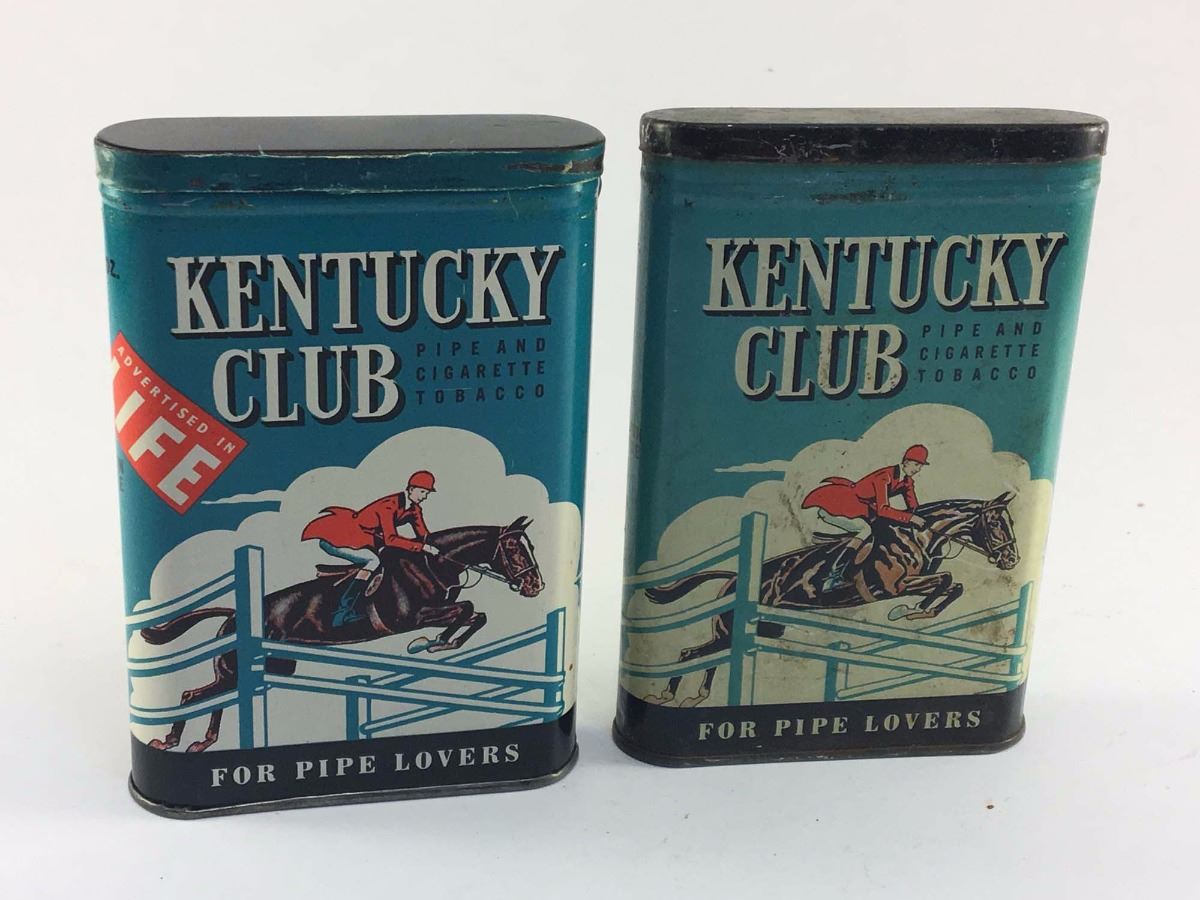 KENTUCKY
CLUB
PIPE AND
CIGARETTE
TOBACCO
ADVERTISED IN
LIFE
FOR PIPE LOVERS
KENTUCKY
CLUB
PIPE AND
CIGARETTE
TOBACCO
FOR PIPE LOVERS